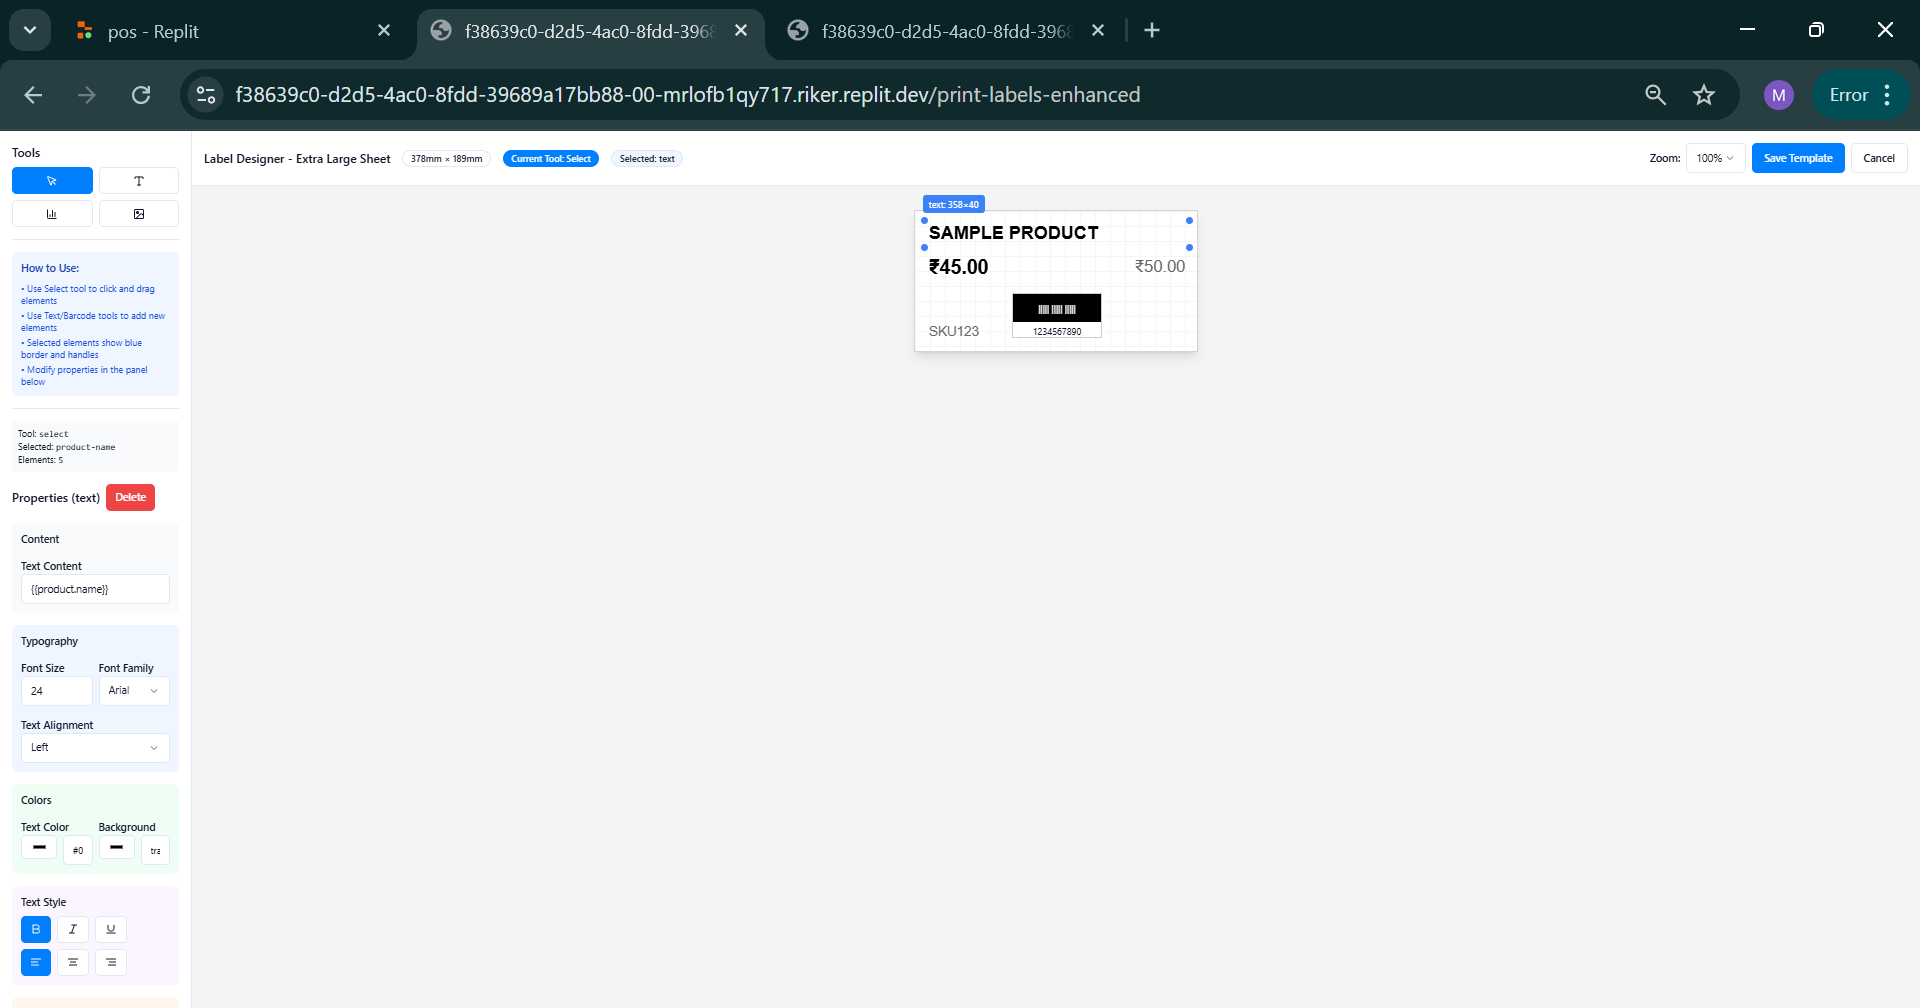 pos - Replit
f38639c0-d2d5-4ac0-8fdd-3968
f38639c0-d2d5-4ac0-8fdd-3968
f38639c0-d2d5-4ac0-8fdd-39689a17bb88-00-mrlofb1qy717.riker.replit.dev/print-labels-enhanced
M
Error
Tools
Label Designer - Extra Large Sheet
378mm × 189mm
Current Tool: Select
Selected: text
Zoom:
100%
Save Template
Cancel
How to Use:
• Use Select tool to click and drag
elements
• Use Text/Barcode tools to add new
elements
• Selected elements show blue
border and handles
• Modify properties in the panel
below
Tool: select
Selected: product-name
Elements: 5
Properties (text)
Delete
Content
Text Content
{{product.name}}
Typography
Font Size
Font Family
24
Arial
Text Alignment
Left
Colors
Text Color
Background
#0
tra
Text Style
B
I
U
text: 358×40
SAMPLE PRODUCT
₹45.00
₹50.00
SKU123
1234567890